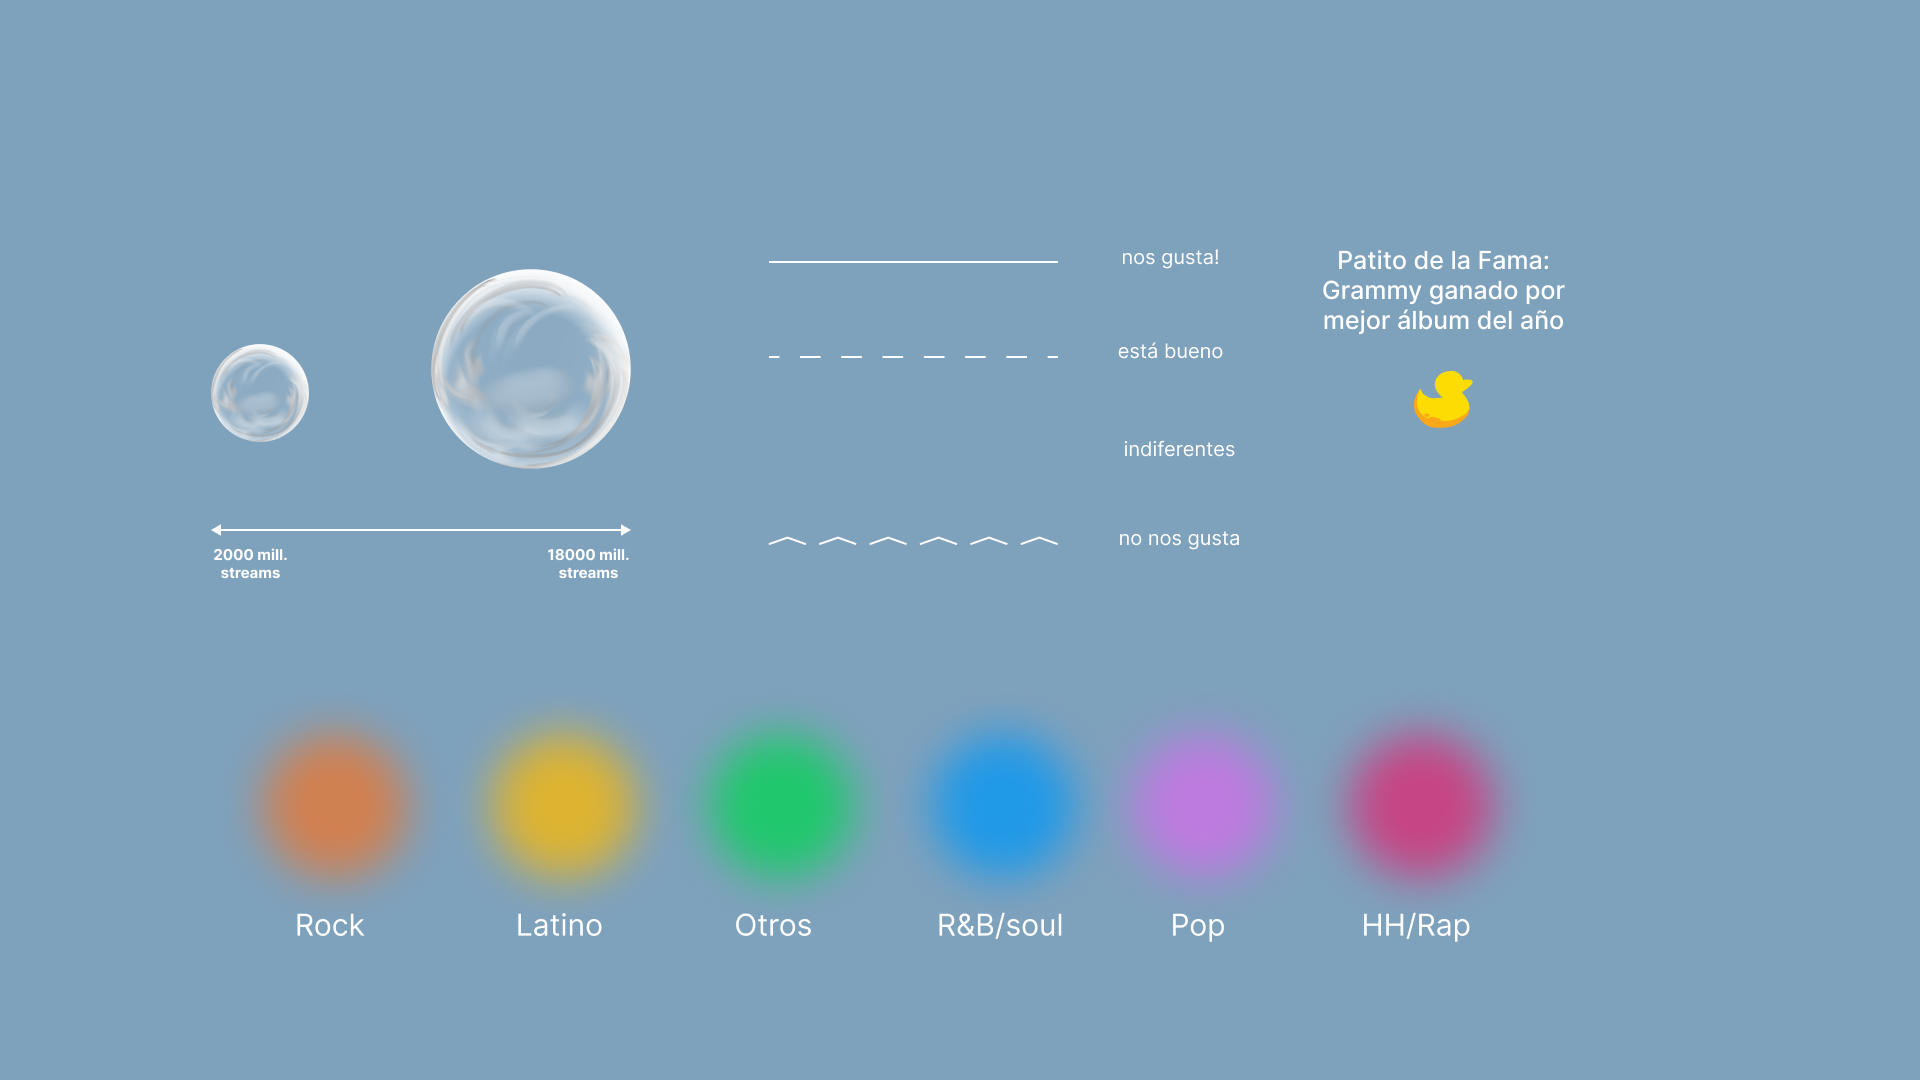 nos gusta!
está bueno
indiferentes
no nos gusta
Patito de la Fama:
Grammy ganado por
mejor álbum del año
2000 mill.
streams
18000 mill.
streams
Rock
Latino
Otros
R&B/soul
Pop
HH/Rap